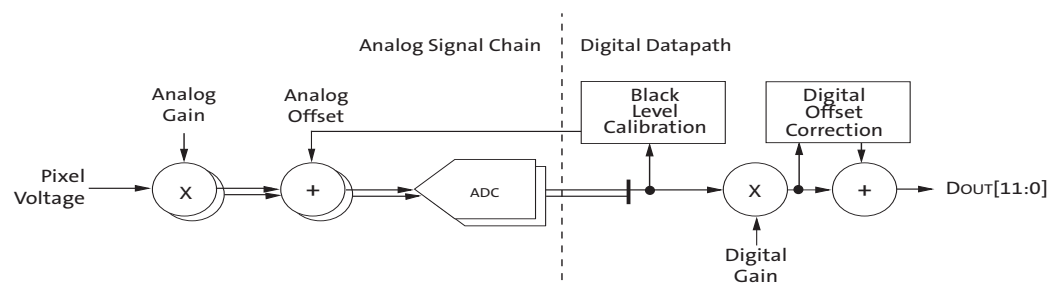 Analog Signal Chain
Digital Datapath
Analog
Gain
Analog
Offset
Black
Level
Calibration
Digital
Offset
Correction
Pixel
Voltage
X
+
ADC
X
+
DOUT[11:0]
Digital
Gain